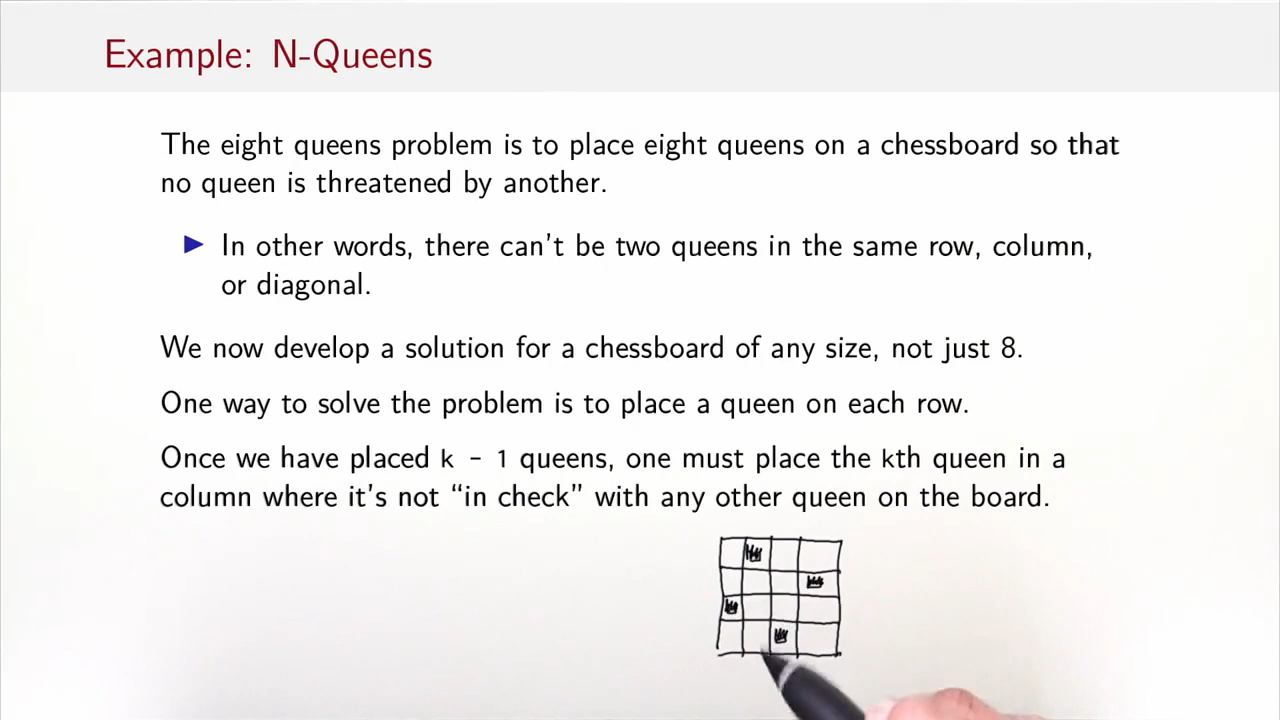 Example: N-Queens
The eight queens problem is to place eight queens on a chessboard so that
no queen is threatened by another.
▶ In other words, there can't be two queens in the same row, column,
or diagonal.
We now develop a solution for a chessboard of any size, not just 8.
One way to solve the problem is to place a queen on each row.
Once we have placed k - 1 queens, one must place the kth queen in a
column where it's not “in check” with any other queen on the board.